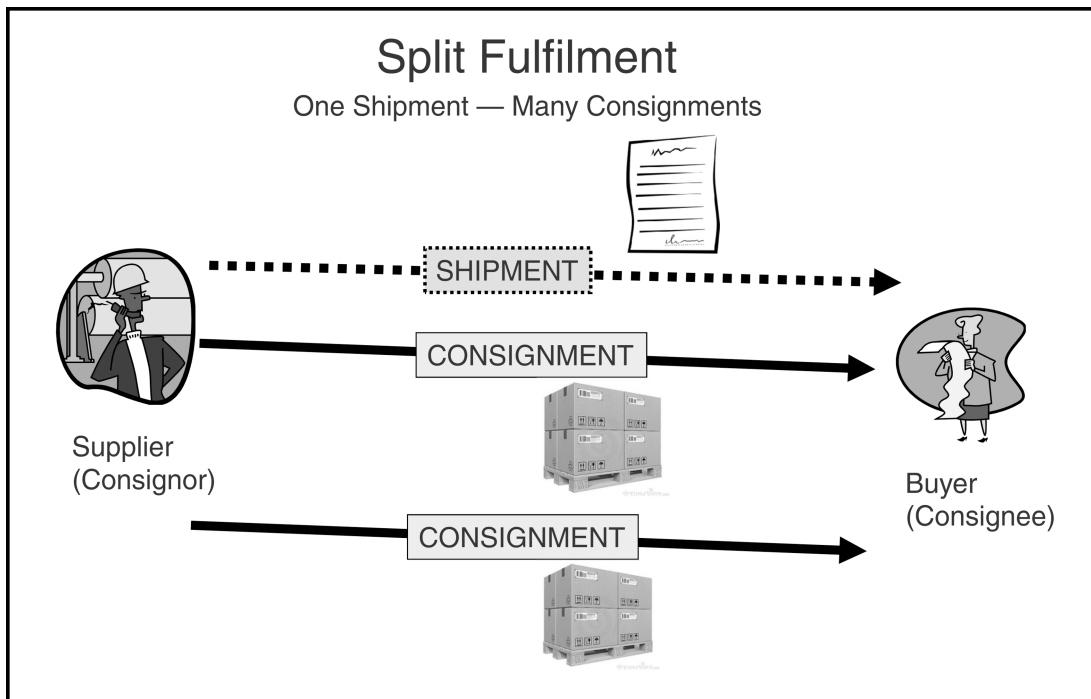 Split Fulfilment
One Shipment — Many Consignments
SHIPMENT
CONSIGNMENT
Supplier
(Consignor)
Buyer
(Consignee)
CONSIGNMENT